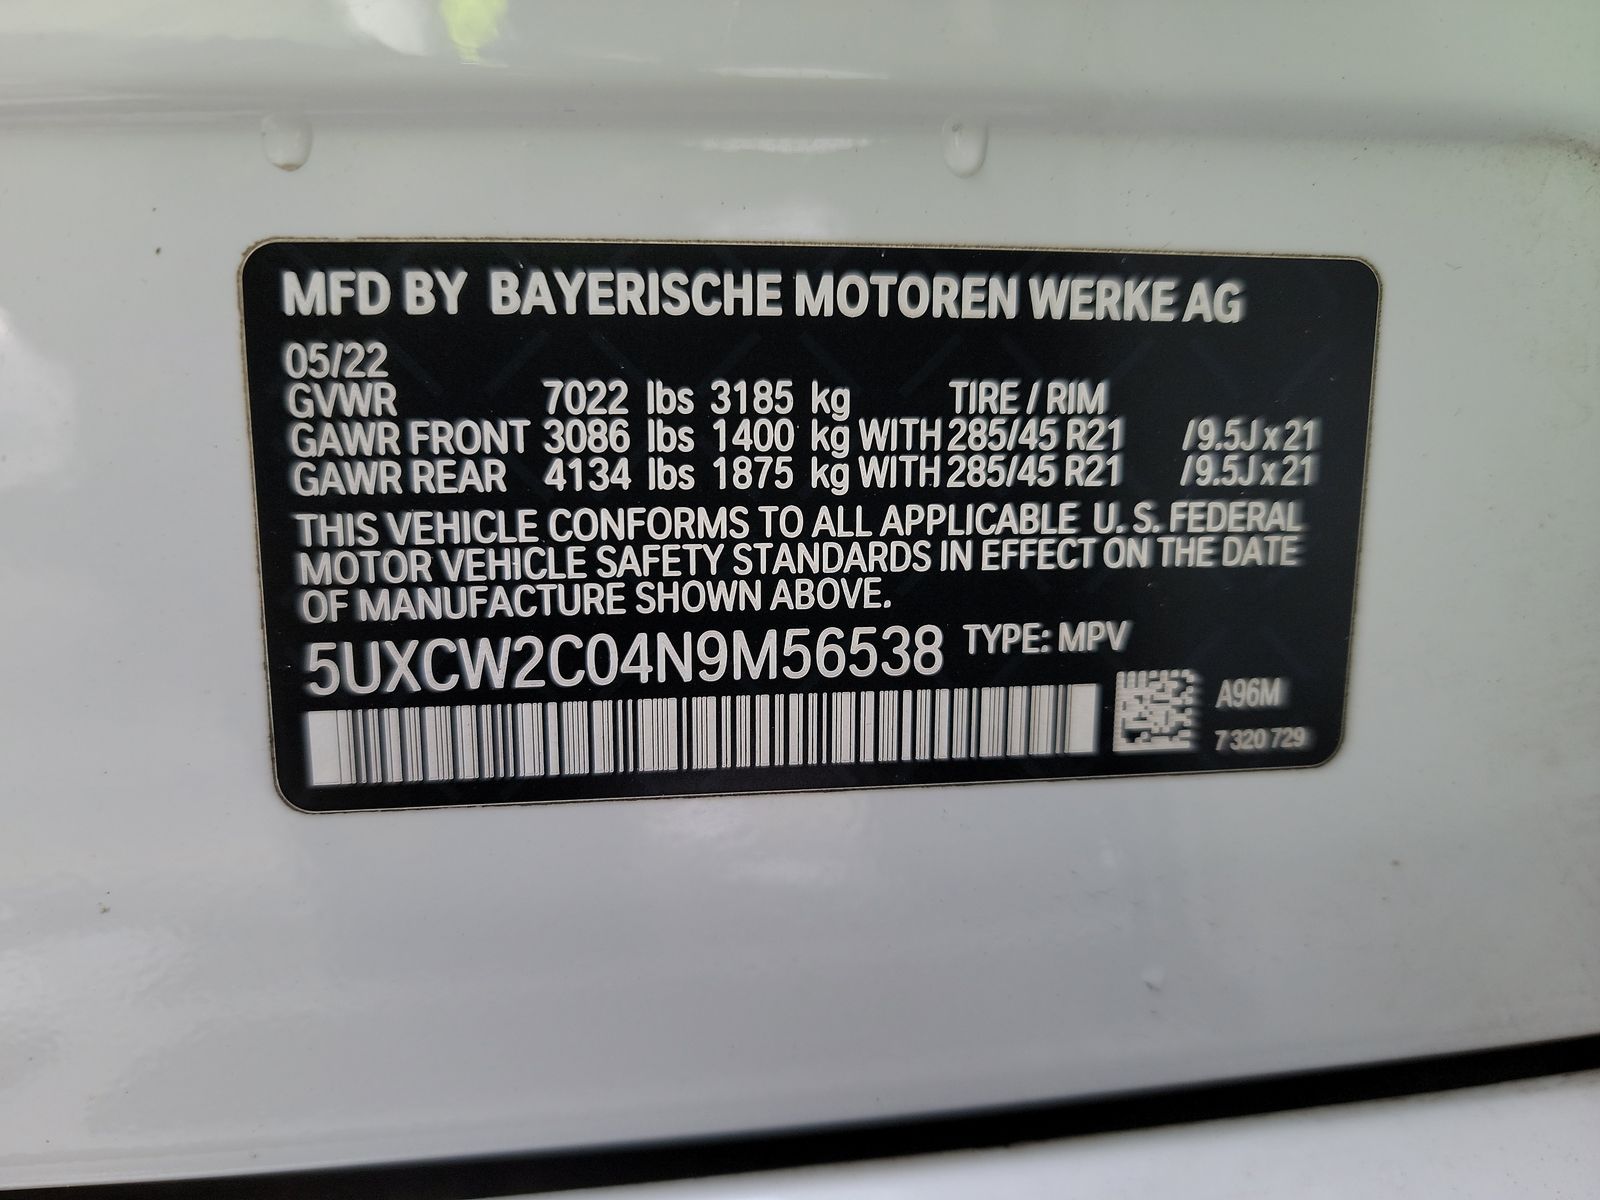 MFD BY BAYERISCHE MOTOREN WERKE AG
05/22
GVWR 7022 lbs 3185 kg TIRE / RIM
GAWR FRONT 3086 lbs 1400 kg WITH 285/45 R21 /9.5J x 21
GAWR REAR 4134 lbs 1875 kg WITH 285/45 R21 /9.5J x 21
THIS VEHICLE CONFORMS TO ALL APPLICABLE U. S. FEDERAL
MOTOR VEHICLE SAFETY STANDARDS IN EFFECT ON THE DATE
OF MANUFACTURE SHOWN ABOVE.
5UXCW2C04N9M56538 TYPE: MPV
A96M
7 320 729